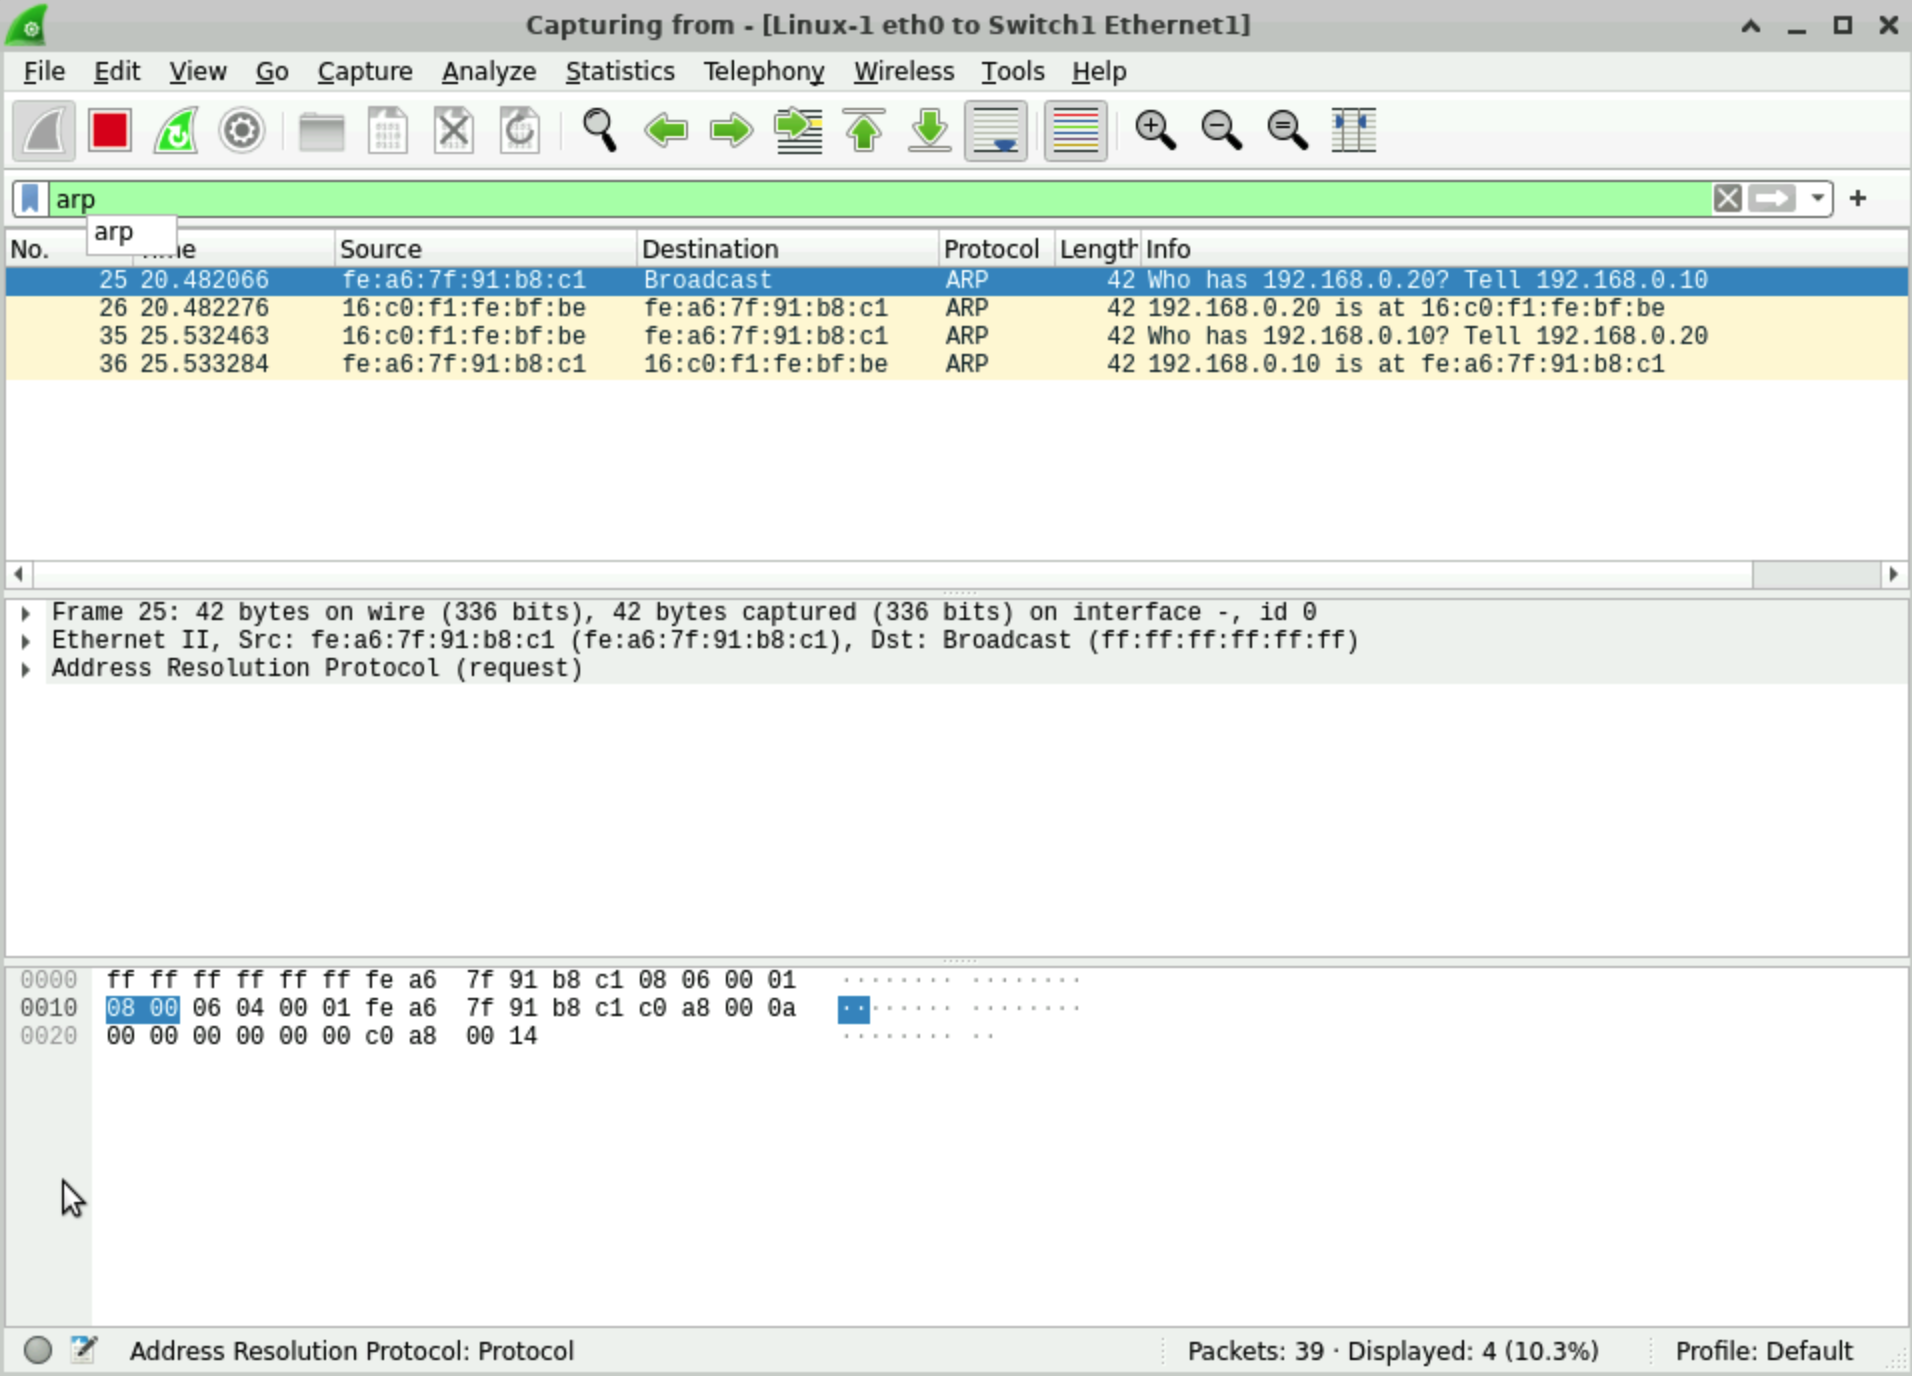 Capturing from - [Linux-1 eth0 to Switch1 Ethernet1]
File Edit View Go Capture Analyze Statistics Telephony Wireless Tools Help
arp
arp
No. Source Destination Protocol Length Info
25 20.482066 fe:a6:7f:91:b8:c1 Broadcast ARP 42 Who has 192.168.0.20? Tell 192.168.0.10
26 20.482276 16:c0:f1:fe:bf:be fe:a6:7f:91:b8:c1 ARP 42 192.168.0.20 is at 16:c0:f1:fe:bf:be
35 25.532463 16:c0:f1:fe:bf:be fe:a6:7f:91:b8:c1 ARP 42 Who has 192.168.0.10? Tell 192.168.0.20
36 25.533284 fe:a6:7f:91:b8:c1 16:c0:f1:fe:bf:be ARP 42 192.168.0.10 is at fe:a6:7f:91:b8:c1
Frame 25: 42 bytes on wire (336 bits), 42 bytes captured (336 bits) on interface -, id 0
Ethernet II, Src: fe:a6:7f:91:b8:c1 (fe:a6:7f:91:b8:c1), Dst: Broadcast (ff:ff:ff:ff:ff:ff)
Address Resolution Protocol (request)
0000 ff ff ff ff ff ff fe a6 7f 91 b8 c1 08 06 00 01 ········ ········
0010 08 00 06 04 00 01 fe a6 7f 91 b8 c1 c0 a8 00 0a ········ ········
0020 00 00 00 00 00 00 c0 a8 00 14 ········ ··
Address Resolution Protocol: Protocol Packets: 39 · Displayed: 4 (10.3%) Profile: Default